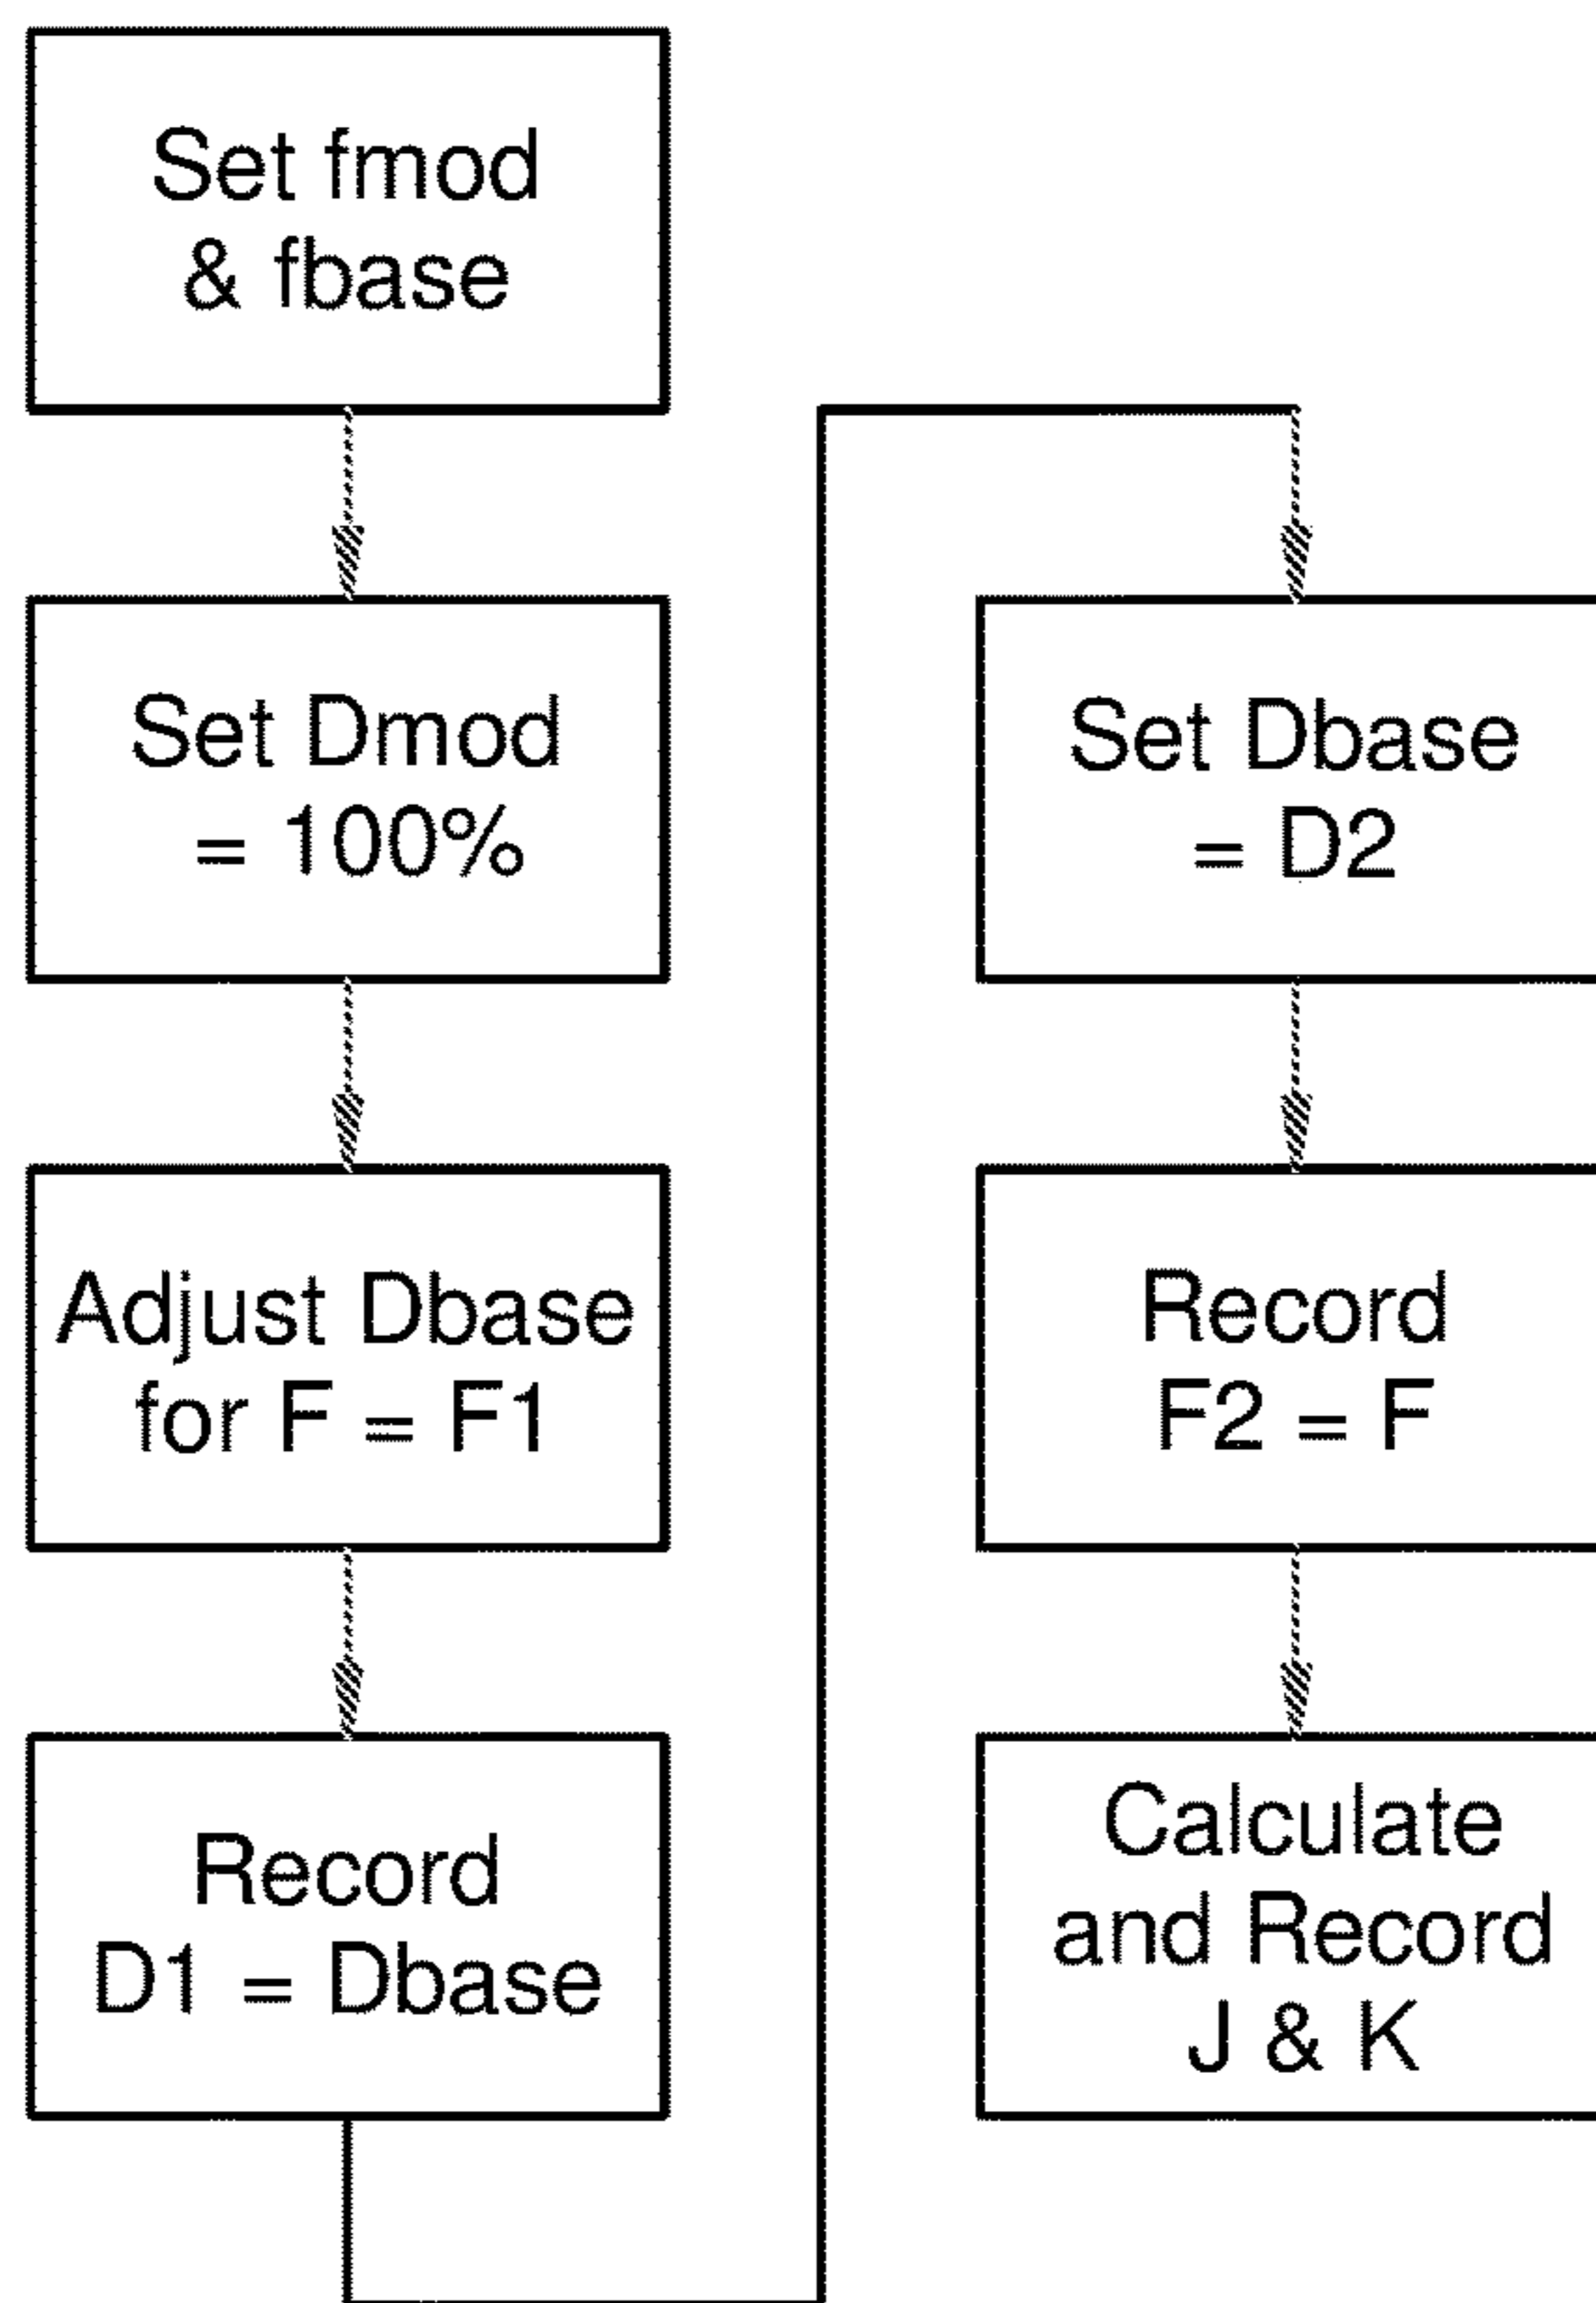 Set fmod
& fbase
Set Dmod
= 100%
Adjust Dbase
for F = F1
Record
D1 = Dbase
Set Dbase
= D2
Record
F2 = F
Calculate
and Record
J & K